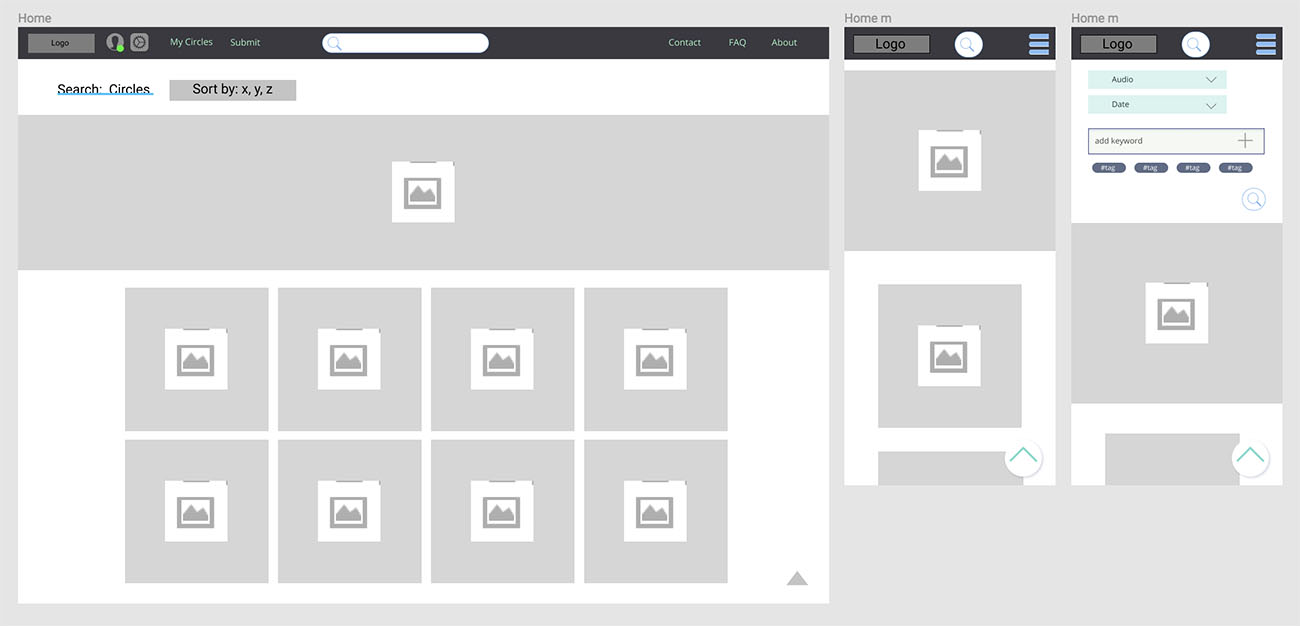 Home
Logo
My Circles
Submit
Contact
FAQ
About
Search: Circles
Sort by: x, y, z
Home m
Logo
Home m
Logo
Audio
Date
add keyword
#tag #tag #tag #tag